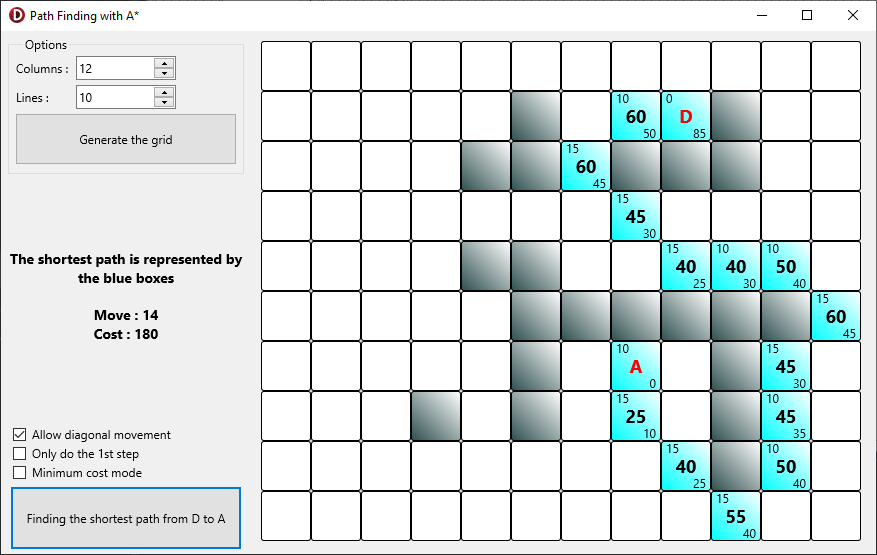 Path Finding with A*
Options
Columns : 12
Lines : 10
Generate the grid
The shortest path is represented by
the blue boxes
Move : 14
Cost : 180
Allow diagonal movement
Only do the 1st step
Minimum cost mode
Finding the shortest path from D to A
10 0
60 D
50 85
15
60
45
15
45
30
15 10 10
40 40 50
25 30 40
15
60
45
10 15
A 45
0 30
15 10
25 45
10 35
15 10
40 50
25 40
15
55
40